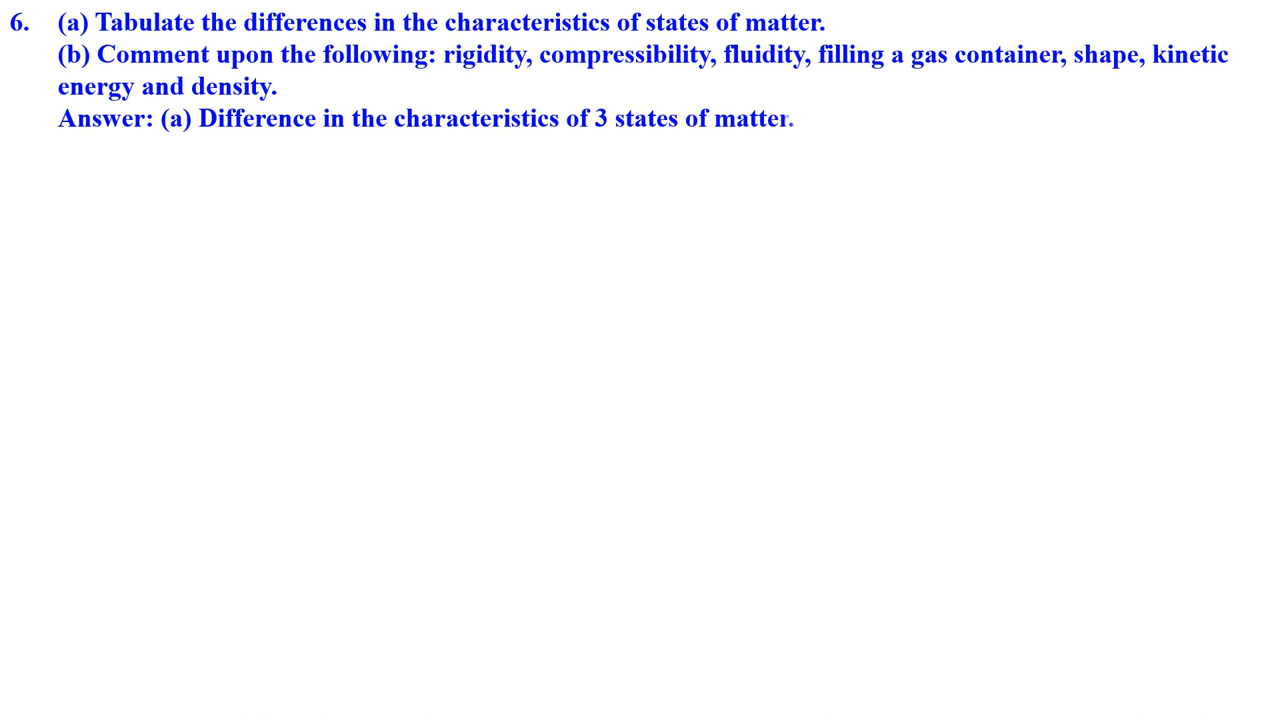 6. (a) Tabulate the differences in the characteristics of states of matter.
(b) Comment upon the following: rigidity, compressibility, fluidity, filling a gas container, shape, kinetic
energy and density.
Answer: (a) Difference in the characteristics of 3 states of matter.